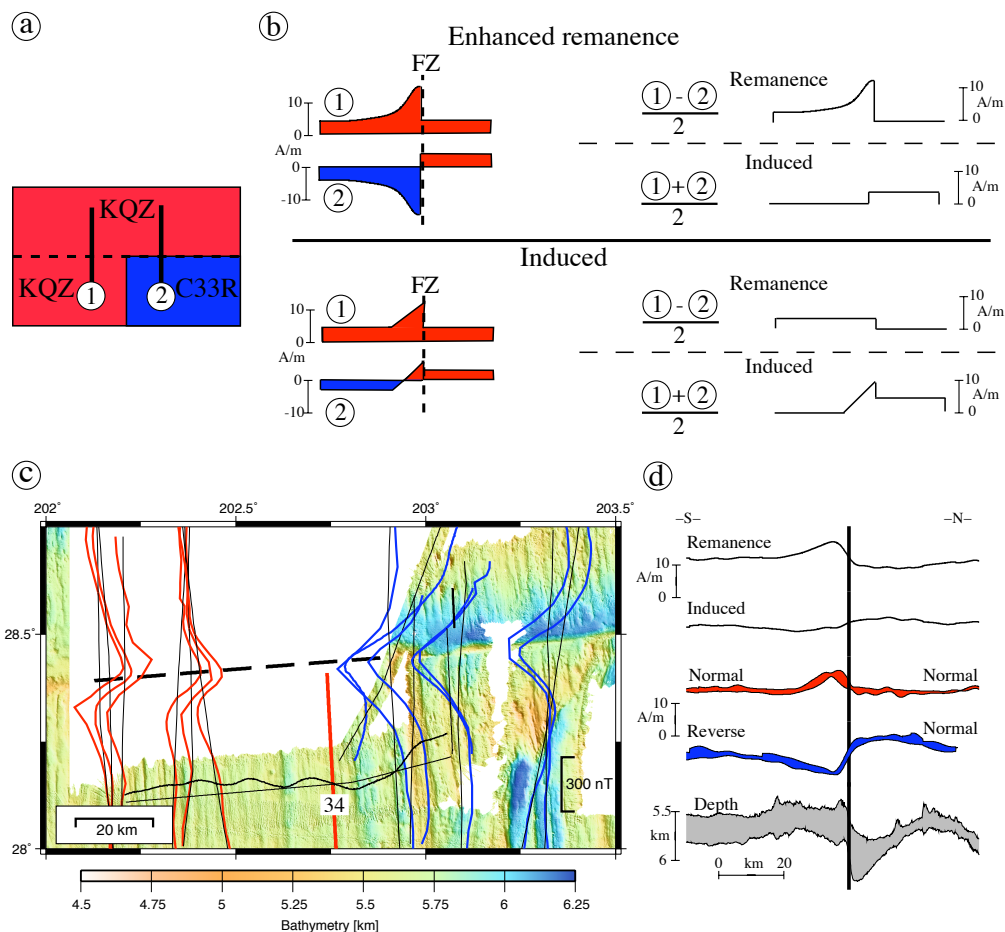 a
KQZ
KQZ
1
2
C33R
b
Enhanced remanence
FZ
1
10
0
A/m
0
-10
2
1 - 2
2
Remanence
10
A/m
0
1 + 2
2
Induced
10
A/m
0
Induced
FZ
1
10
0
A/m
0
-10
2
1 - 2
2
Remanence
10
A/m
0
1 + 2
2
Induced
10
A/m
0
c
202° 202.5° 203° 203.5°
28.5°
28°
34
300 nT
20 km
4.5 4.75 5 5.25 5.5 5.75 6 6.25
Bathymetry [km]
d
–S– –N–
Remanence
10
A/m
0
Induced
Normal Normal
10
A/m
0
Reverse Normal
Depth
5.5
km
6
km
0 20